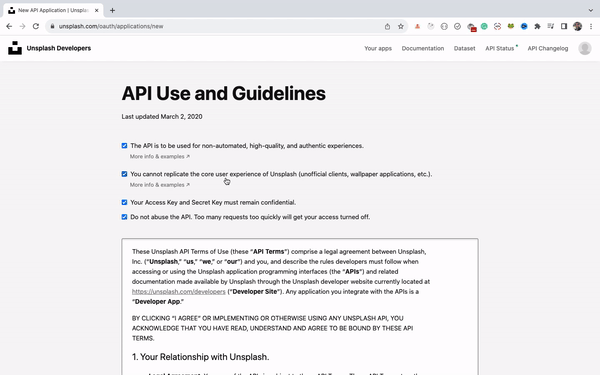 New API Application | Unsplas
unsplash.com/oauth/applications/new
Unsplash Developers
Your apps
Documentation
Dataset
API Status
API Changelog
API Use and Guidelines
Last updated March 2, 2020
The API is to be used for non-automated, high-quality, and authentic experiences.
More info & examples ↗
You cannot replicate the core user experience of Unsplash (unofficial clients, wallpaper applications, etc.).
More info & examples ↗
Your Access Key and Secret Key must remain confidential.
Do not abuse the API. Too many requests too quickly will get your access turned off.
These Unsplash API Terms of Use (these “API Terms”) comprise a legal agreement between Unsplash,
Inc. (“Unsplash,” “us,” “we,” or “our”) and you, and describe the rules developers must follow when
accessing or using the Unsplash application programming interfaces (the “APIs”) and related
documentation made available by Unsplash through the Unsplash developer website currently located at
https://unsplash.com/developers (“Developer Site”). Any application you integrate with the APIs is a
“Developer App.”
BY CLICKING “I AGREE” OR IMPLEMENTING OR OTHERWISE USING ANY UNSPLASH API, YOU
ACKNOWLEDGE THAT YOU HAVE READ, UNDERSTAND AND AGREE TO BE BOUND BY THESE API
TERMS.
1. Your Relationship with Unsplash.